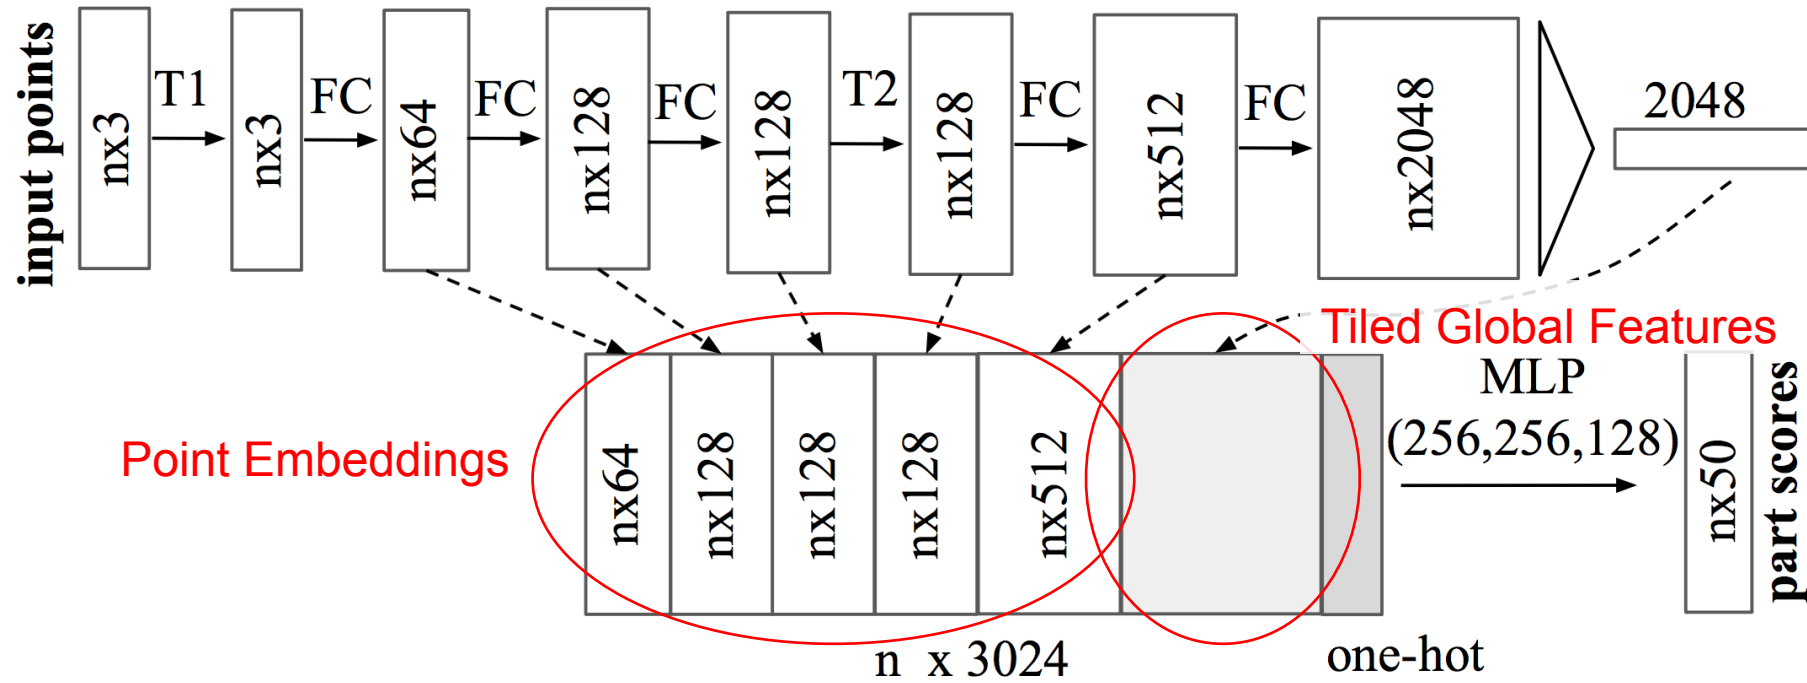 input points
nx3
T1
nx3
FC
nx64
FC
nx128
FC
nx128
T2
nx128
FC
nx512
FC
nx2048
2048
Tiled Global Features
Point Embeddings
nx64
nx128
nx128
nx128
nx512
MLP
(256,256,128)
nx50
part scores
n x 3024
one-hot